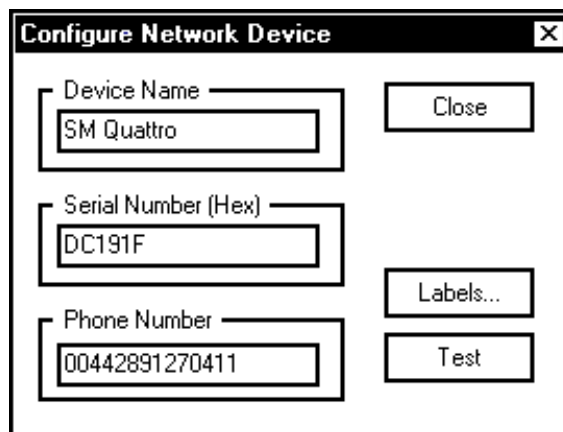 Configure Network Device
Device Name
SM Quattro
Close
Serial Number (Hex)
DC191F
Labels...
Phone Number
00442891270411
Test